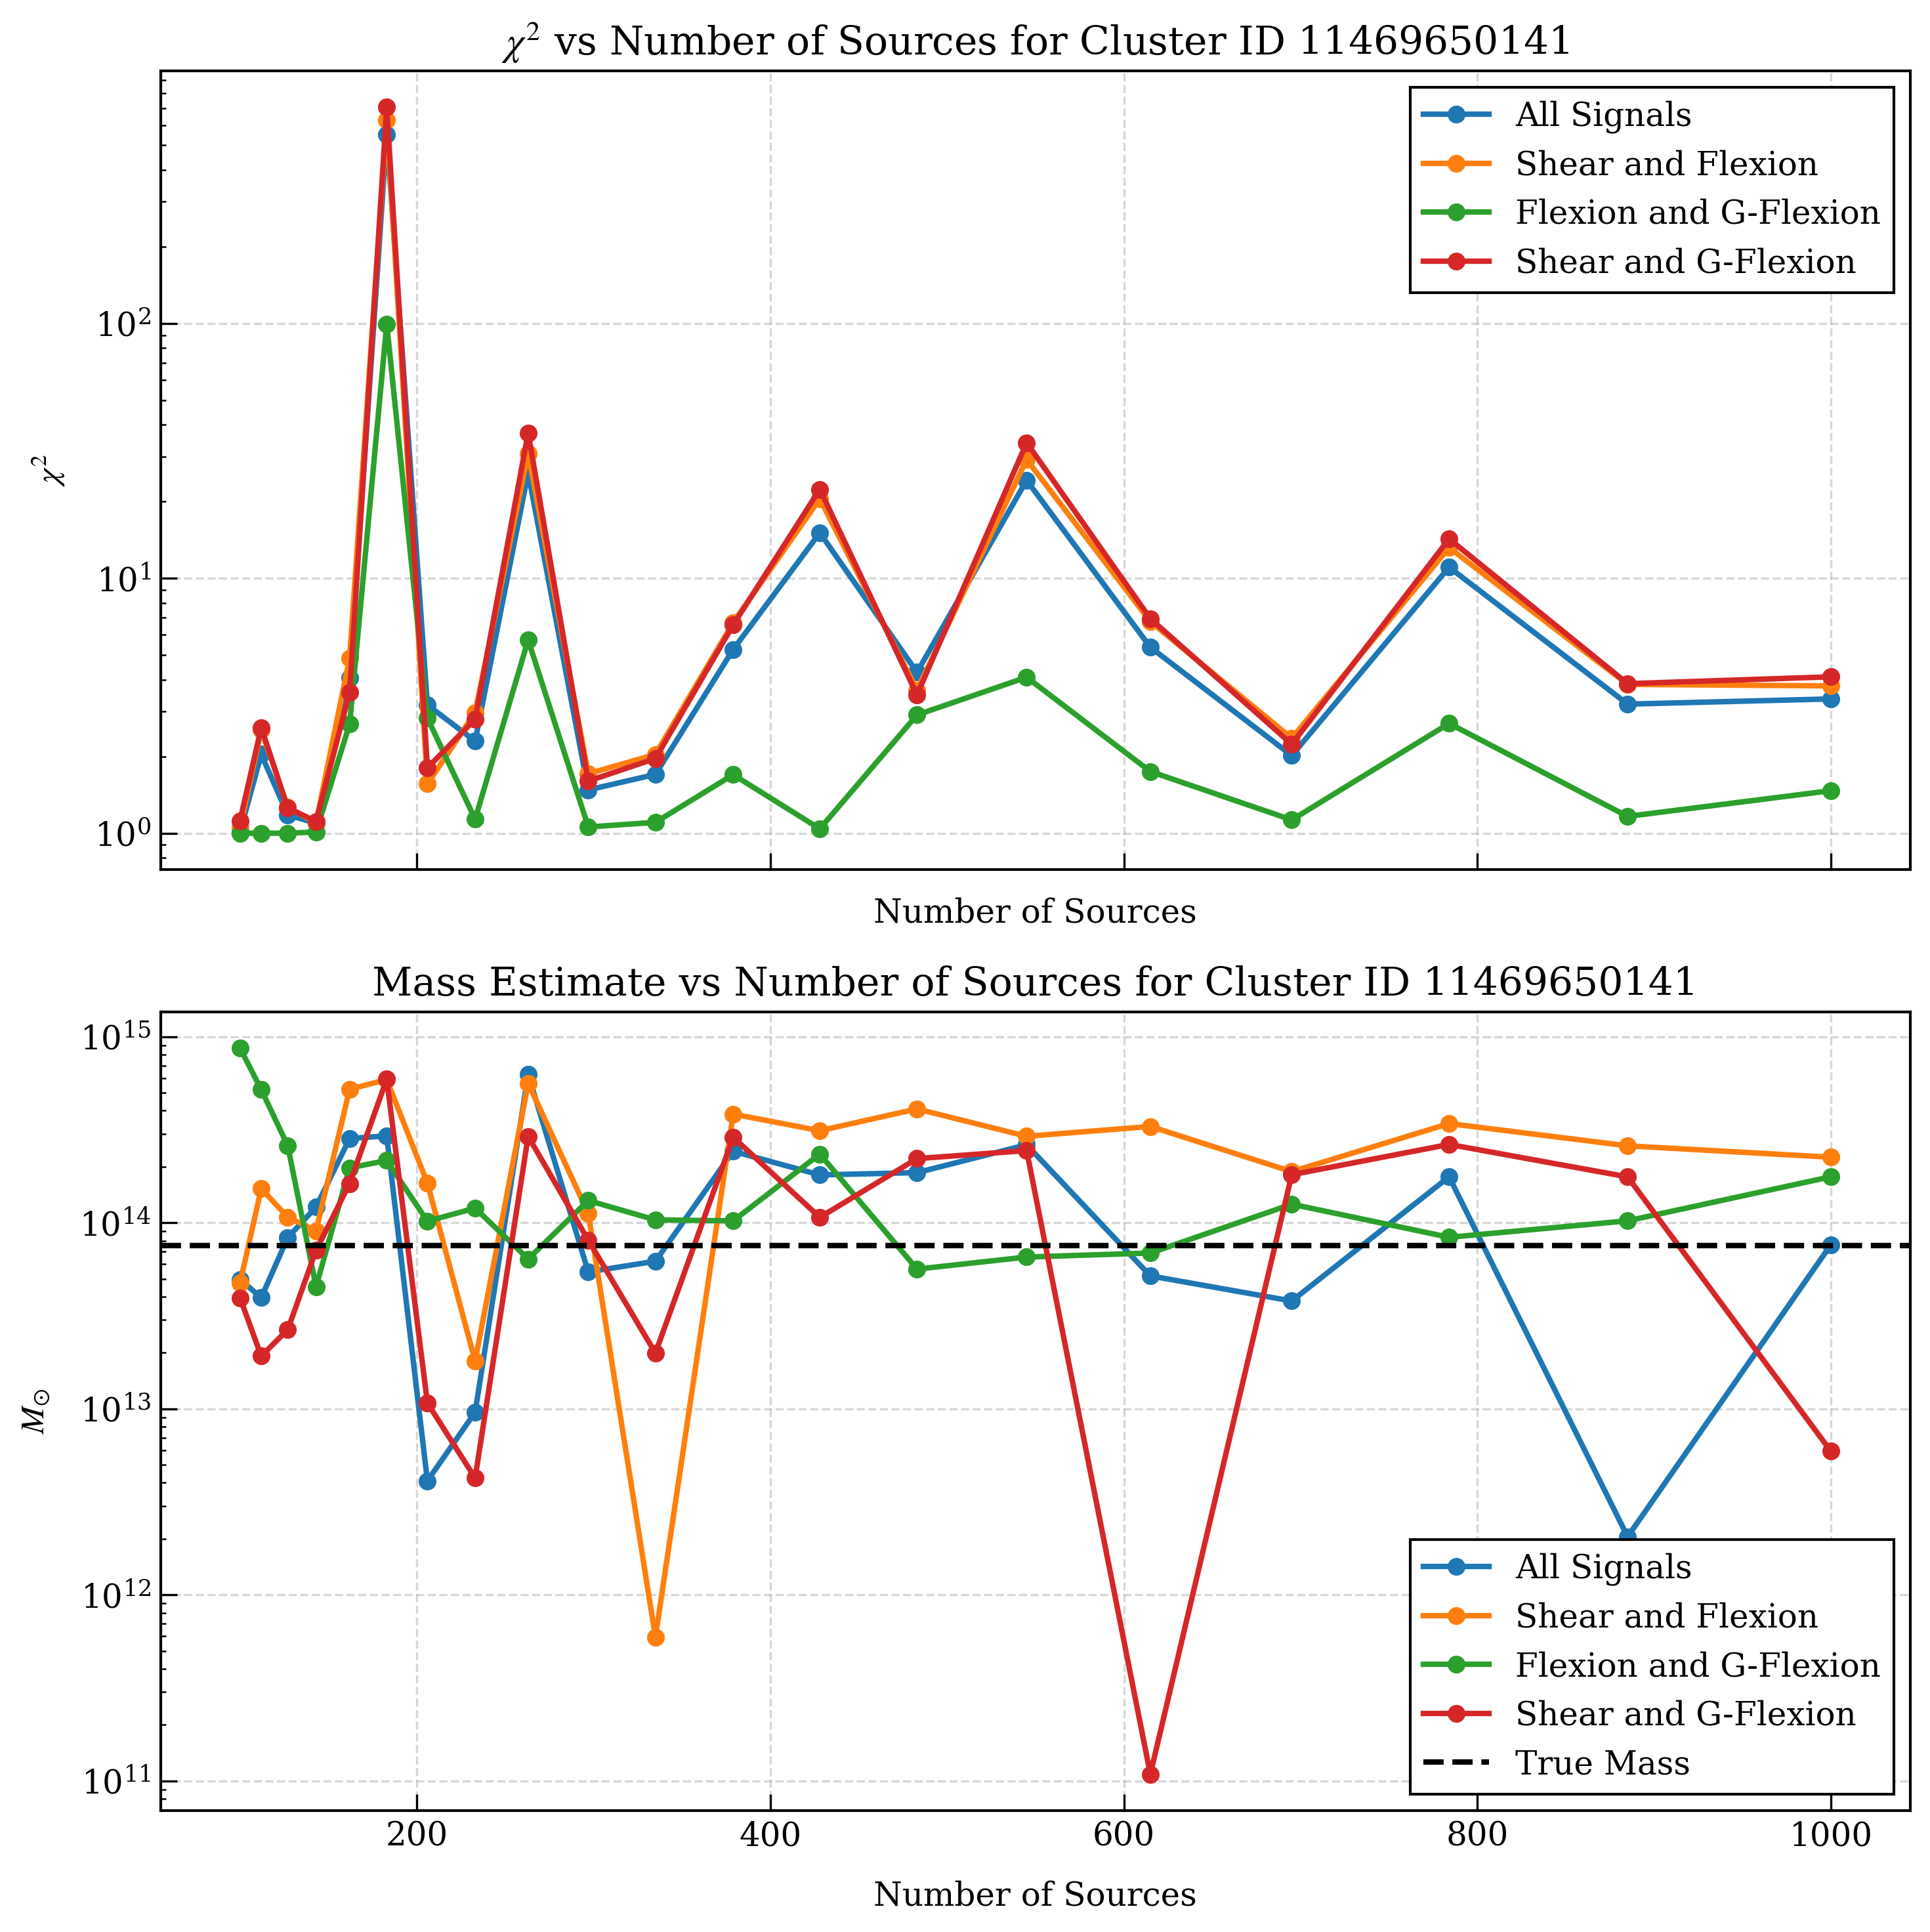 χ² vs Number of Sources for Cluster ID 11469650141
All Signals
Shear and Flexion
Flexion and G-Flexion
Shear and G-Flexion
10²
10¹
10⁰
χ²
Number of Sources
Mass Estimate vs Number of Sources for Cluster ID 11469650141
10¹⁵
10¹⁴
10¹³
10¹²
10¹¹
M☉
All Signals
Shear and Flexion
Flexion and G-Flexion
Shear and G-Flexion
True Mass
200 400 600 800 1000
Number of Sources